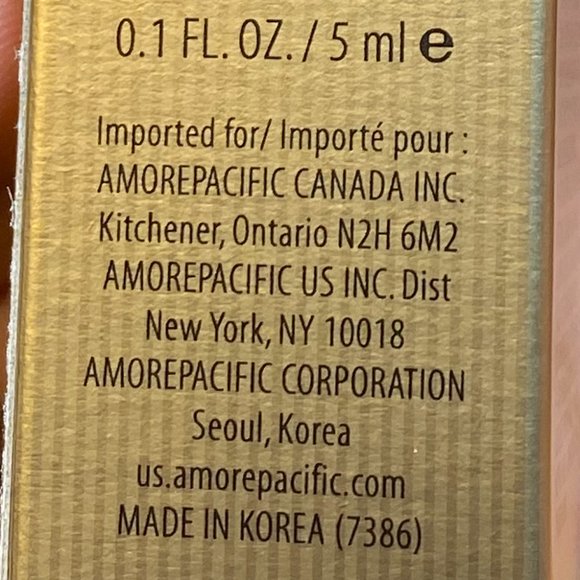 0.1 FL. OZ. / 5 ml ℮
Imported for/ Importé pour :
AMOREPACIFIC CANADA INC.
Kitchener, Ontario N2H 6M2
AMOREPACIFIC US INC. Dist
New York, NY 10018
AMOREPACIFIC CORPORATION
Seoul, Korea
us.amorepacific.com
MADE IN KOREA (7386)